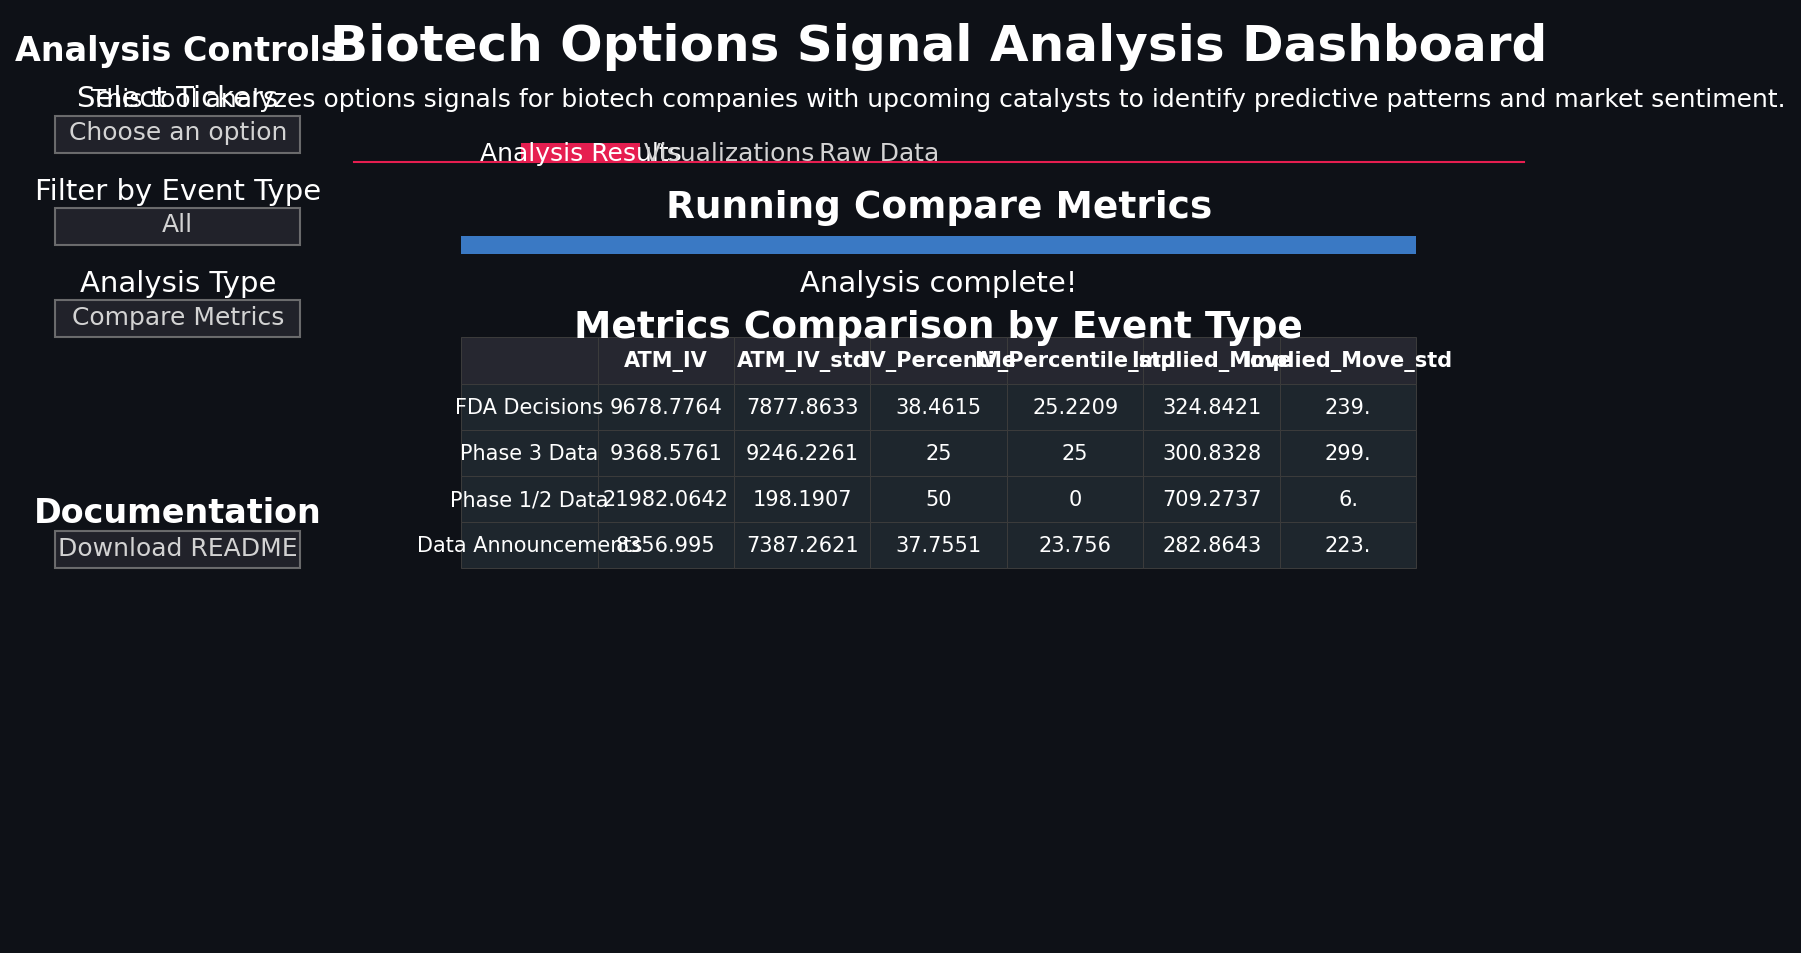 Analysis Controls
Select Tickers
Choose an option
Filter by Event Type
All
Analysis Type
Compare Metrics
Documentation
Download README
Biotech Options Signal Analysis Dashboard
This tool analyzes options signals for biotech companies with upcoming catalysts to identify predictive patterns and market sentiment.
Analysis Results Visualizations Raw Data
Running Compare Metrics
Analysis complete!
Metrics Comparison by Event Type
ATM_IV ATM_IV_std IV_Percentile IV_Percentile_std Implied_Move Implied_Move_std
FDA Decisions 9678.7764 7877.8633 38.4615 25.2209 324.8421 239.
Phase 3 Data 9368.5761 9246.2261 25 25 300.8328 299.
Phase 1/2 Data 21982.0642 198.1907 50 0 709.2737 6.
Data Announcements 8356.995 7387.2621 37.7551 23.756 282.8643 223.